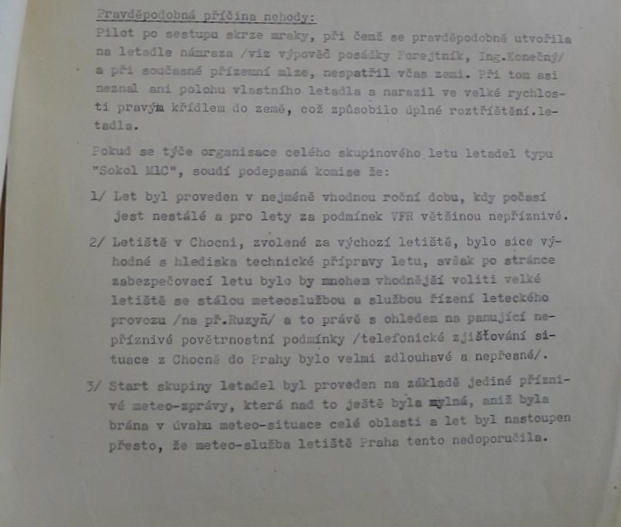 Pravděpodobná příčina nehody:
Pilot po sestupu skrze mraky, při čemž se pravděpodobně utvořila
na letadle námraza /viz výpověď posádky Forejtník, Ing.Konečný/
a při současné přízemní mlze, nespatřil včas zemi. Při tom asi
neznal ani polohu vlastního letadla a narazil ve velké rychlos-
ti pravým křídlem do země, což způsobilo úplné roztříštění.le-
tadla.
Pokud se týče organisace celého skupinového letu letadel typu
"Sokol M1C", soudí podepsaná komise že:
1/ Let byl proveden v nejméně vhodnou roční dobu, kdy počasí
jest nestálé a pro lety za podmínek VFR většinou nepříznivé.
2/ Letiště v Chocni, zvolené za výchozí letiště, bylo sice vý-
hodné s hlediska technické přípravy letu, avšak po stránce
zabezpečovací letu bylo by mnohem vhodnější voliti velké
letiště se stálou meteoslužbou a službou řízení leteckého
provozu /na př.Ruzyň/ a to právě s ohledem na panující ne-
příznivé povětrnostní podmínky /telefonické zjišťování si-
tuace z Chocně do Prahy bylo velmi zdlouhavé a nepřesné/.
3/ Start skupiny letadel byl proveden na základě jediné přízni-
vé meteo-zprávy, která nad to ještě byla mylná, aniž byla
brána v úvahu meteo-situace celé oblasti a let byl nastoupen
přesto, že meteo-služba letiště Praha tento nedoporučila.